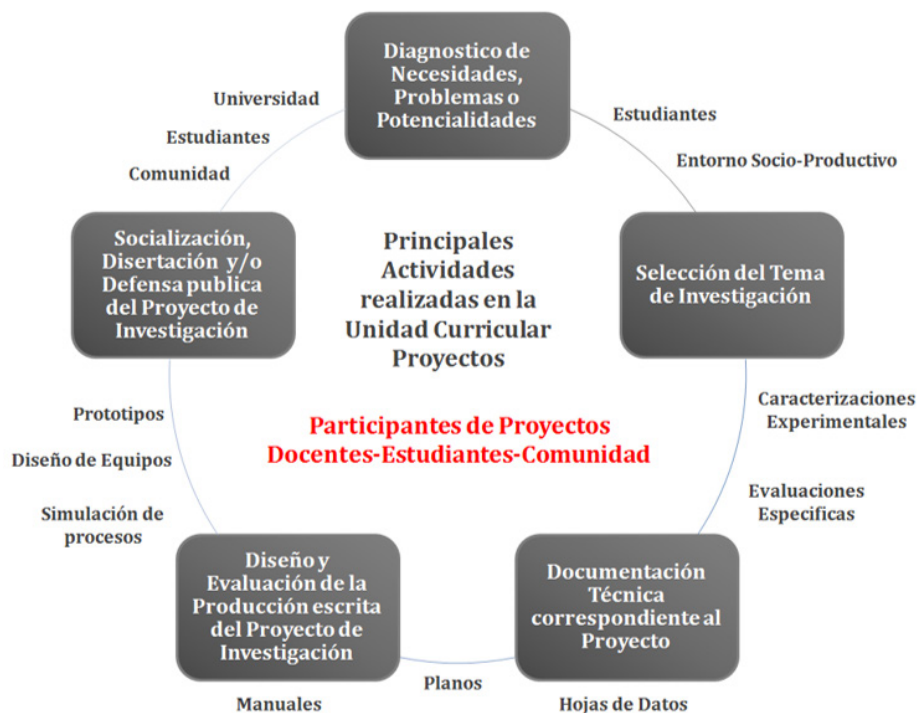 Diagnostico de
Necesidades,
Problemas o
Potencialidades
Estudiantes
Entorno Socio-Productivo
Selección del Tema
de Investigación
Caracterizaciones
Experimentales
Evaluaciones
Especificas
Documentación
Técnica
correspondiente al
Proyecto
Hojas de Datos
Planos
Manuales
Diseño y
Evaluación de la
Producción escrita
del Proyecto de
Investigación
Simulación de
procesos
Diseño de Equipos
Prototipos
Socialización,
Disertación y/o
Defensa publica
del Proyecto de
Investigación
Comunidad
Estudiantes
Universidad
Principales
Actividades
realizadas en la
Unidad Curricular
Proyectos
Participantes de Proyectos
Docentes-Estudiantes-Comunidad